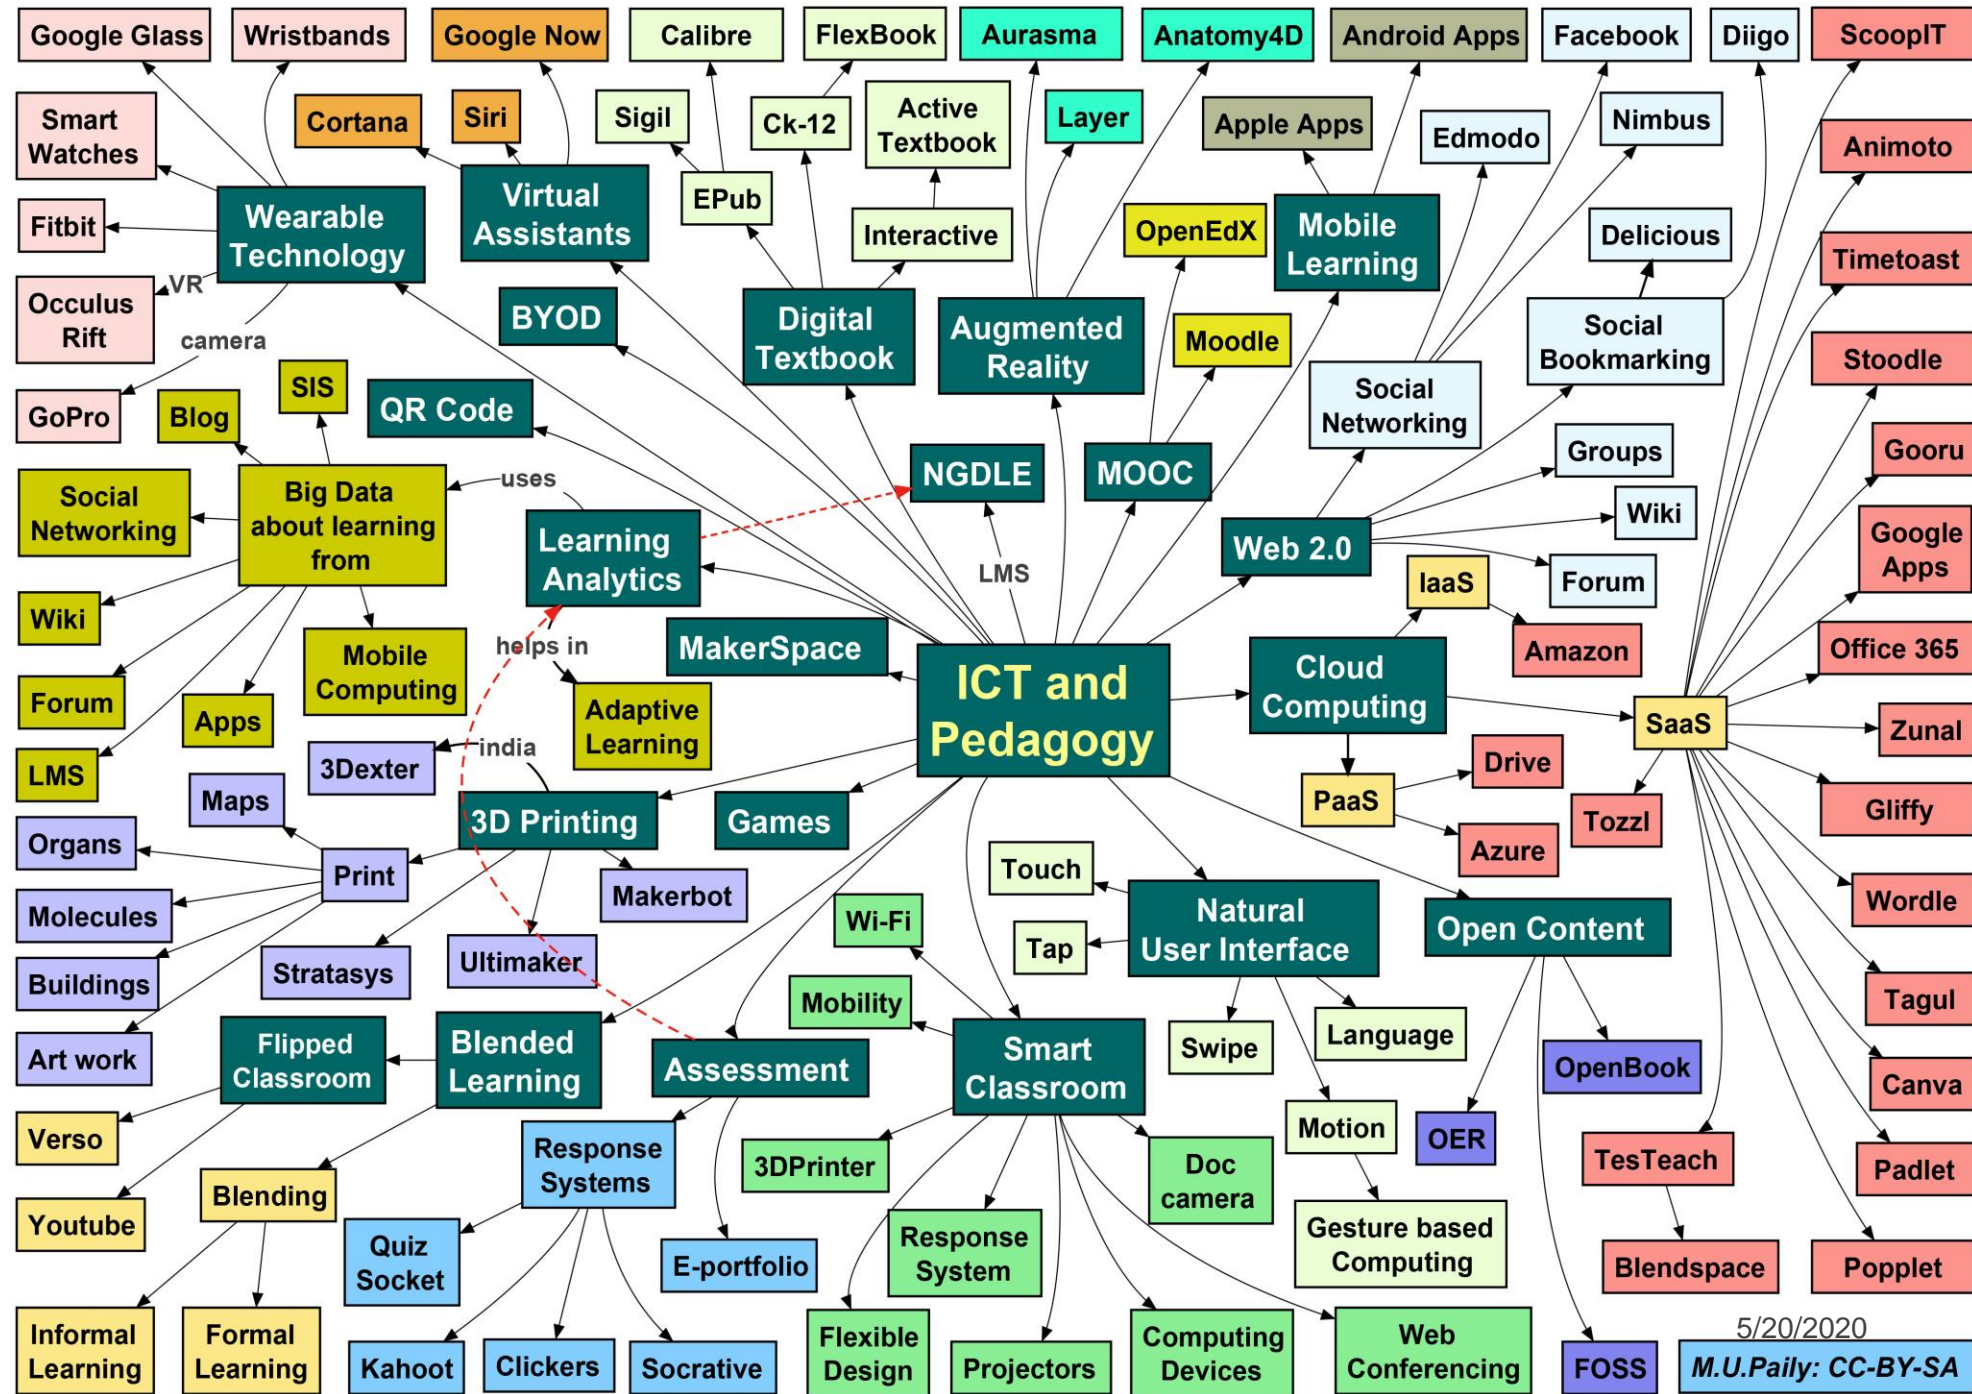 Google Glass
Wristbands
Google Now
Calibre
FlexBook
Aurasma
Anatomy4D
Android Apps
Facebook
Diigo
ScoopIT
Smart
Watches
Cortana
Siri
Sigil
Ck-12
Active
Textbook
Layer
Apple Apps
Edmodo
Nimbus
Animoto
Fitbit
Wearable
Technology
Virtual
Assistants
EPub
Interactive
OpenEdX
Mobile
Learning
Delicious
Timetoast
VR
Occulus
Rift
camera
BYOD
Digital
Textbook
Augmented
Reality
Moodle
Social
Bookmarking
Stoodle
GoPro
Blog
SIS
QR Code
Social
Networking
Groups
Gooru
Social
Networking
Big Data
about learning
from
uses
NGDLE
MOOC
Wiki
Learning
Analytics
Web 2.0
Google
Apps
LMS
IaaS
Forum
Wiki
Mobile
Computing
helps in
MakerSpace
Amazon
Office 365
Forum
Apps
Adaptive
Learning
ICT and
Pedagogy
Cloud
Computing
SaaS
Zunal
LMS
3Dexter
india
Drive
PaaS
Maps
3D Printing
Games
Tozzl
Gliffy
Organs
Print
Makerbot
Touch
Azure
Molecules
Wi-Fi
Natural
User Interface
Open Content
Wordle
Buildings
Stratasys
Ultimaker
Tap
Mobility
Tagul
Art work
Flipped
Classroom
Blended
Learning
Assessment
Smart
Classroom
Swipe
Language
OpenBook
Canva
Verso
Response
Systems
3DPrinter
Doc
camera
Motion
OER
TesTeach
Padlet
Youtube
Blending
Quiz
Socket
E-portfolio
Response
System
Gesture based
Computing
Blendspace
Popplet
Informal
Learning
Formal
Learning
Kahoot
Clickers
Socrative
Flexible
Design
Projectors
Computing
Devices
Web
Conferencing
FOSS
5/20/2020
M.U.Paily: CC-BY-SA